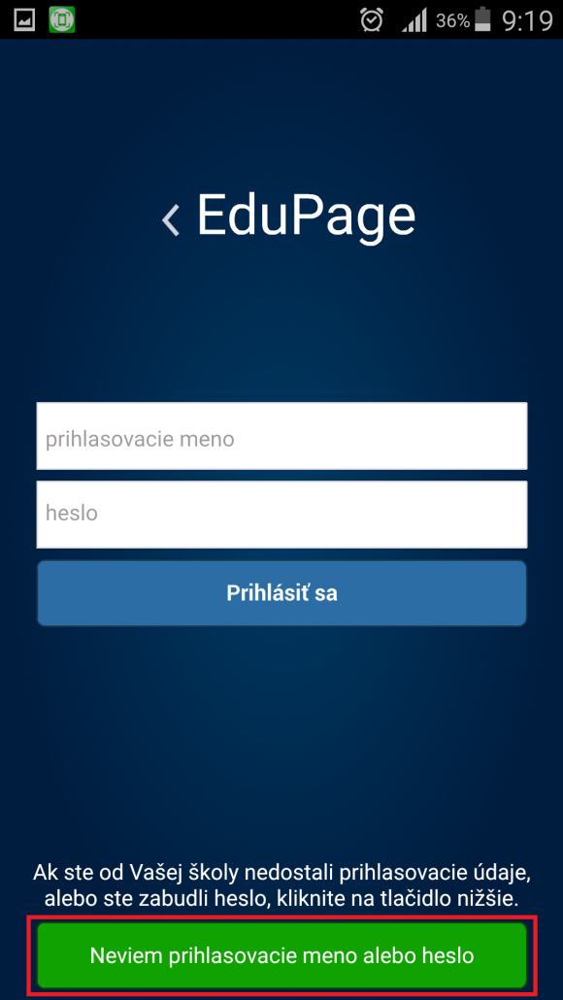 36% 9:19
EduPage
prihlasovacie meno
heslo
Prihlásiť sa
Ak ste od Vašej školy nedostali prihlasovacie údaje,
alebo ste zabudli heslo, kliknite na tlačidlo nižšie.
Neviem prihlasovacie meno alebo heslo